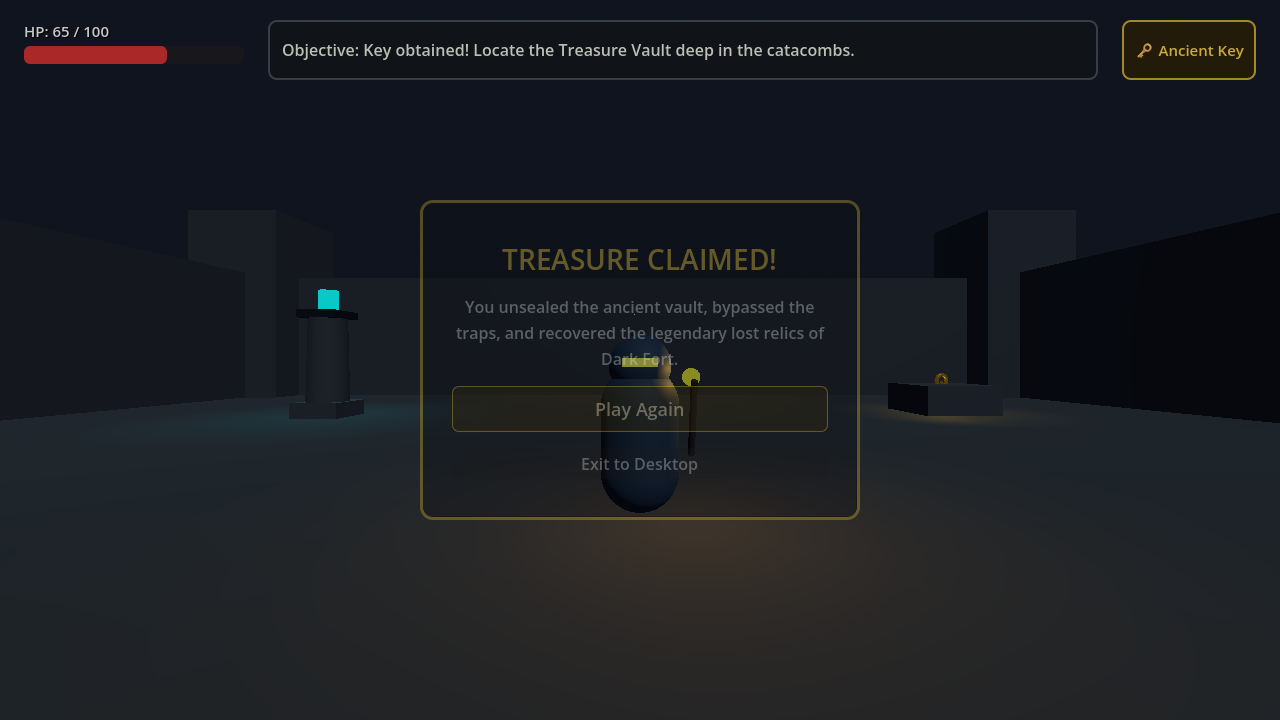 HP: 65 / 100
Objective: Key obtained! Locate the Treasure Vault deep in the catacombs.
Ancient Key
TREASURE CLAIMED!
You unsealed the ancient vault, bypassed the
traps, and recovered the legendary lost relics of
Dark Fort.
Play Again
Exit to Desktop